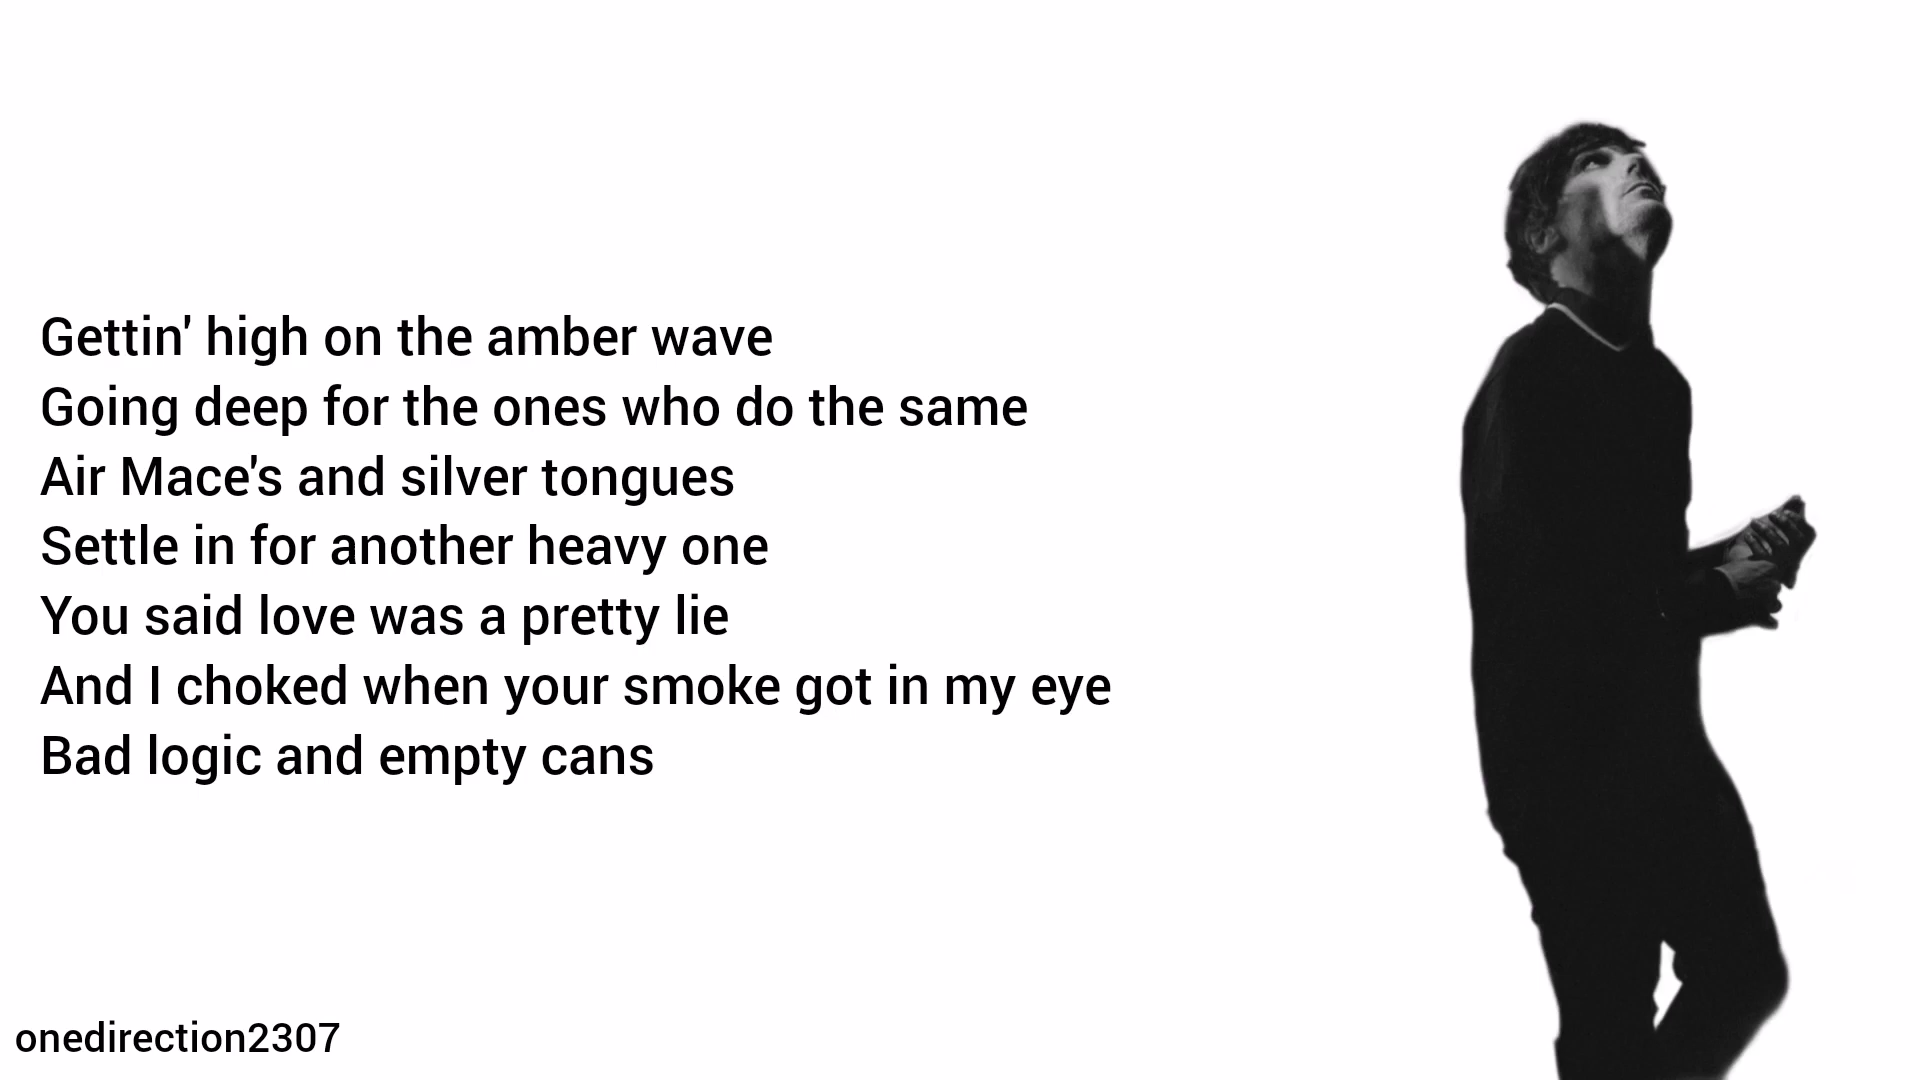 Gettin' high on the amber wave
Going deep for the ones who do the same
Air Mace's and silver tongues
Settle in for another heavy one
You said love was a pretty lie
And I choked when your smoke got in my eye
Bad logic and empty cans
onedirection2307